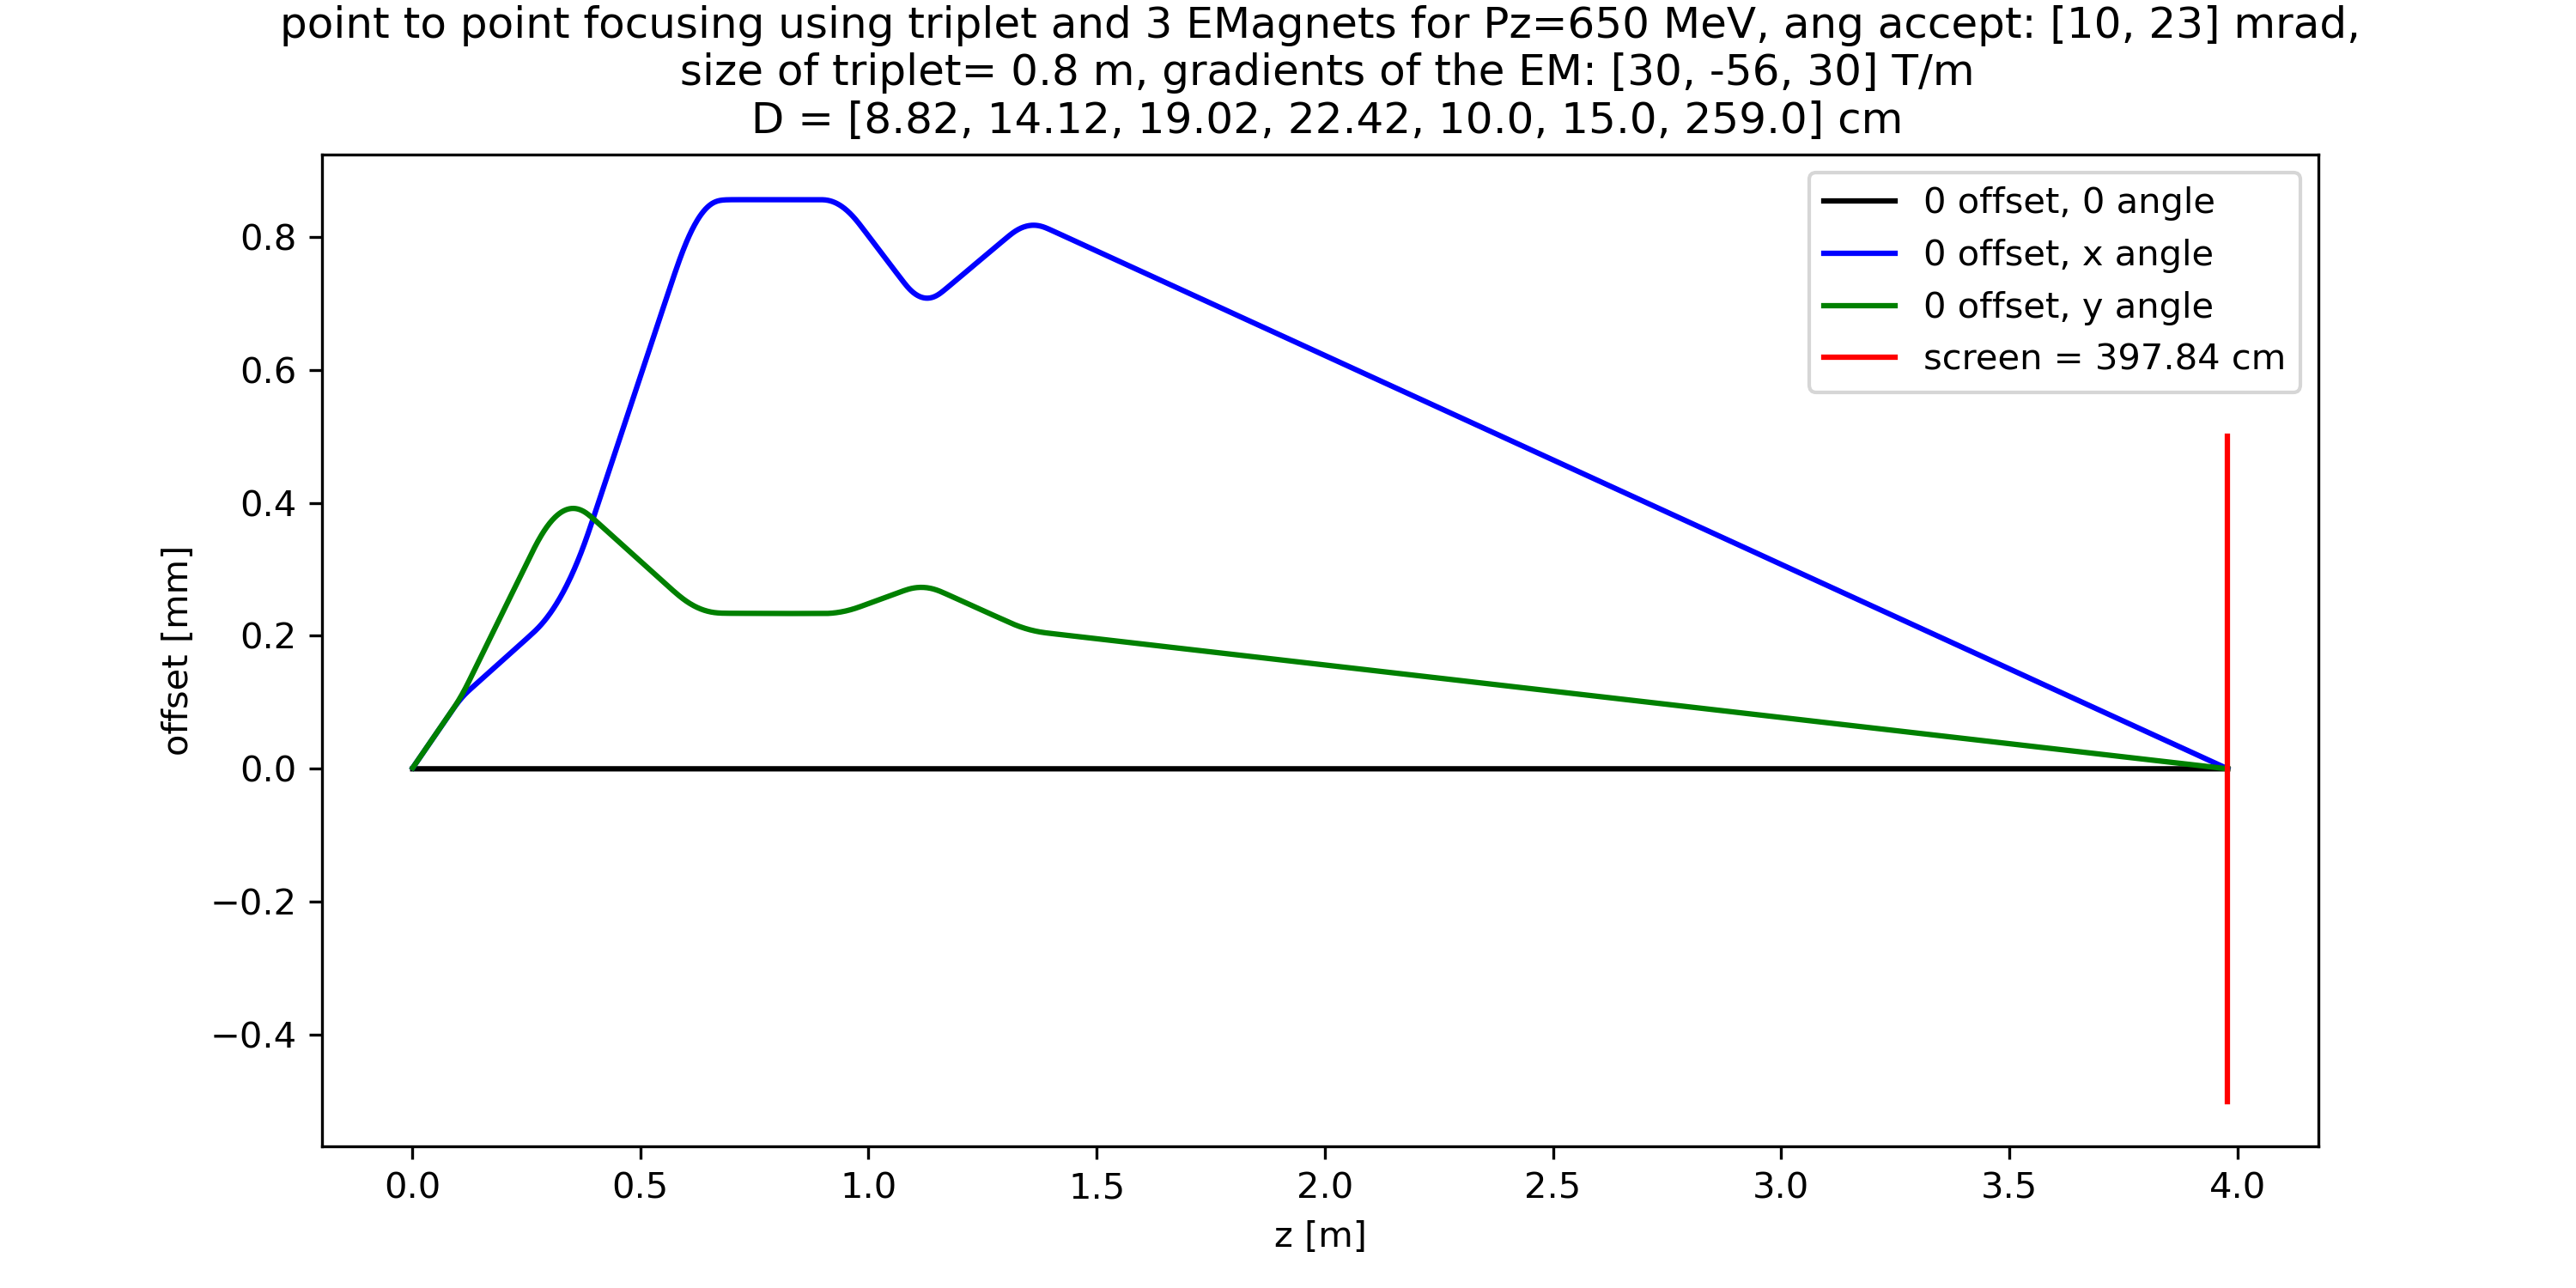 point to point focusing using triplet and 3 EMagnets for Pz=650 MeV, ang accept: [10, 23] mrad,
size of triplet= 0.8 m, gradients of the EM: [30, -56, 30] T/m
D = [8.82, 14.12, 19.02, 22.42, 10.0, 15.0, 259.0] cm
0 offset, 0 angle
0 offset, x angle
0 offset, y angle
screen = 397.84 cm
offset [mm]
0.8
0.6
0.4
0.2
0.0
−0.2
−0.4
0.0 0.5 1.0 1.5 2.0 2.5 3.0 3.5 4.0
z [m]